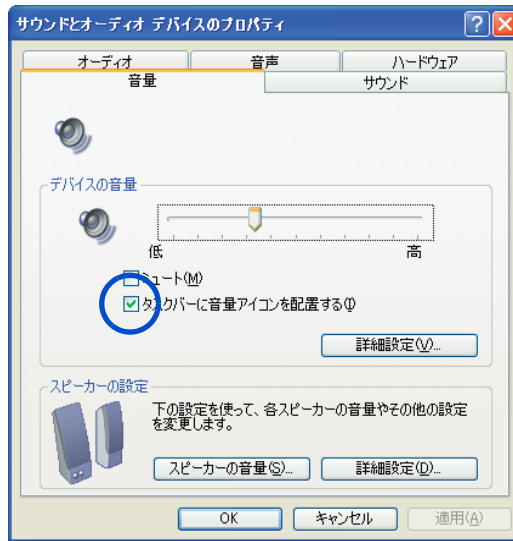 サウンドとオーディオ デバイスのプロパティ
オーディオ
音声
ハードウェア
音量
サウンド
デバイスの音量
低
高
ミュート(M)
タスクバーに音量アイコンを配置する(I)
詳細設定(V)...
スピーカーの設定
下の設定を使って、各スピーカーの音量やその他の設定
を変更します。
スピーカーの音量(S)...
詳細設定(D)...
OK
キャンセル
適用(A)